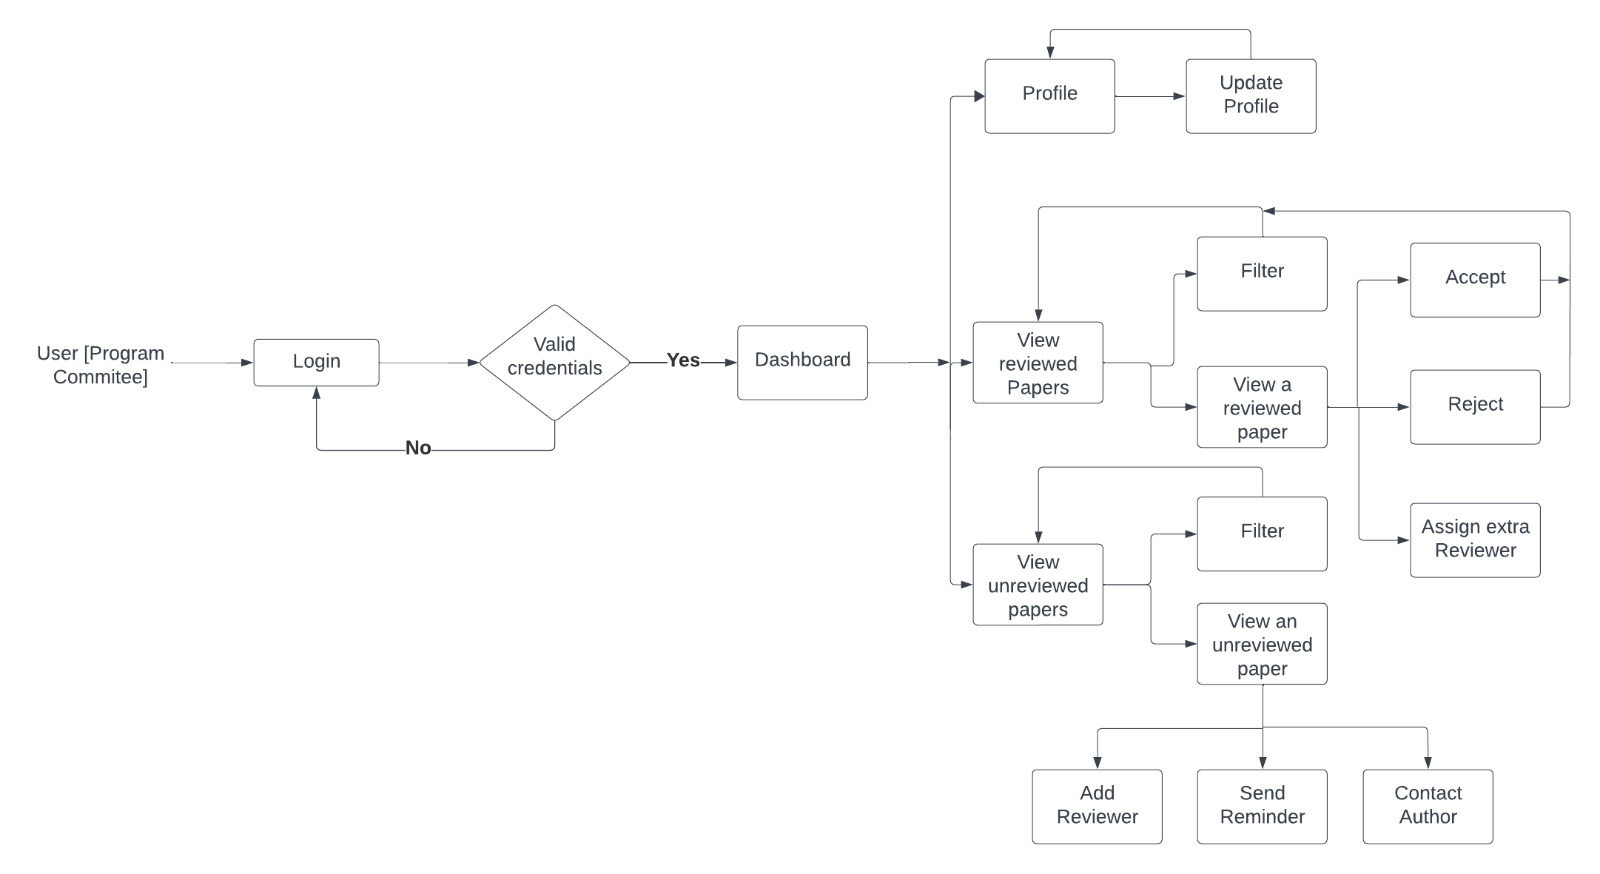 Profile
Update
Profile
Filter
Accept
View
reviewed
Papers
View a
reviewed
paper
Reject
User [Program
Commitee]
Login
Valid
credentials
Yes
Dashboard
No
Filter
Assign extra
Reviewer
View
unreviewed
papers
View an
unreviewed
paper
Add
Reviewer
Send
Reminder
Contact
Author